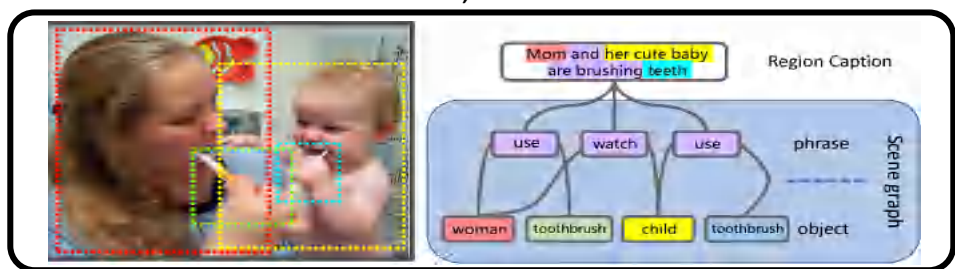 Mom and her cute baby
are brushing teeth
Region Caption
use watch use phrase
Scene graph
woman toothbrush child toothbrush object